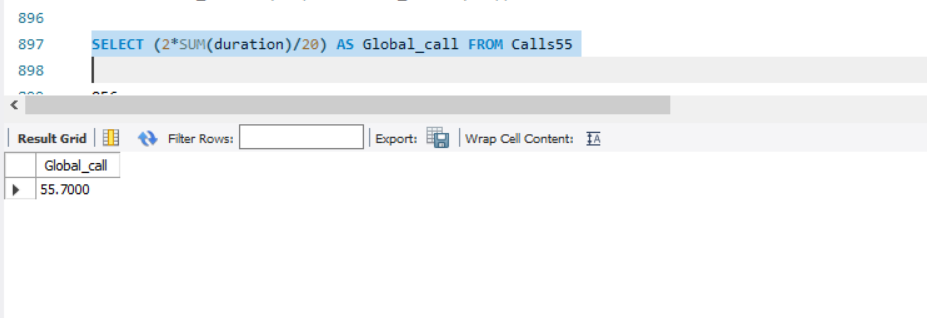 896
897 SELECT (2*SUM(duration)/20) AS Global_call FROM Calls55
898
Result Grid Filter Rows: Export: Wrap Cell Content:
Global_call
55.7000